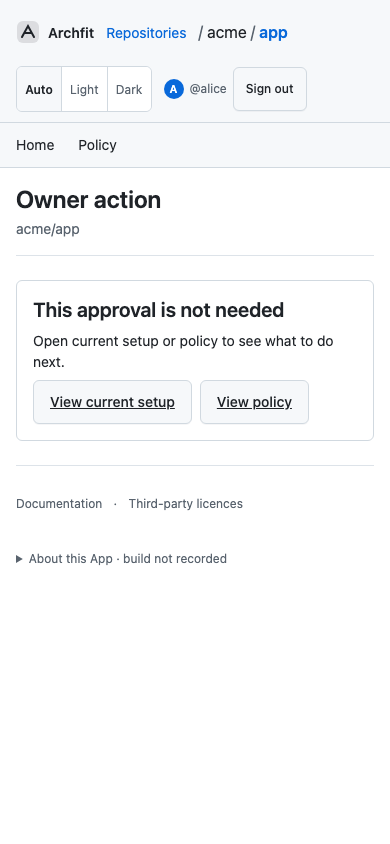 Archfit Repositories / acme / app
Auto Light Dark A @alice Sign out
Home Policy
Owner action
acme/app
This approval is not needed
Open current setup or policy to see what to do
next.
View current setup View policy
Documentation · Third-party licences
About this App · build not recorded